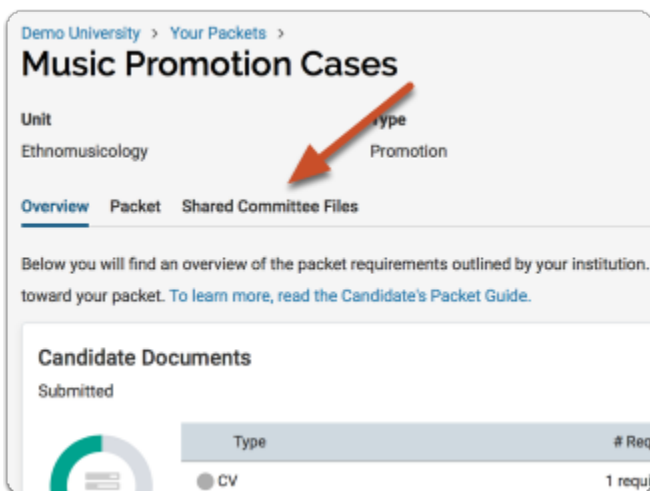 Demo University > Your Packets >
Music Promotion Cases
Unit
Ethnomusicology Promotion
Overview Packet Shared Committee Files
Below you will find an overview of the packet requirements outlined by your institution.
toward your packet. To learn more, read the Candidate's Packet Guide.
Candidate Documents
Submitted
Type
CV